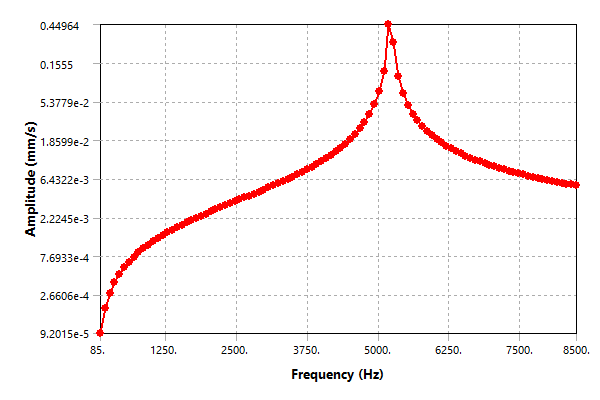 0.44964
0.1555
5.3779e-2
1.8599e-2
6.4322e-3
2.2245e-3
7.6933e-4
2.6606e-4
9.2015e-5
Amplitude (mm/s)
85. 1250. 2500. 3750. 5000. 6250. 7500. 8500.
Frequency (Hz)